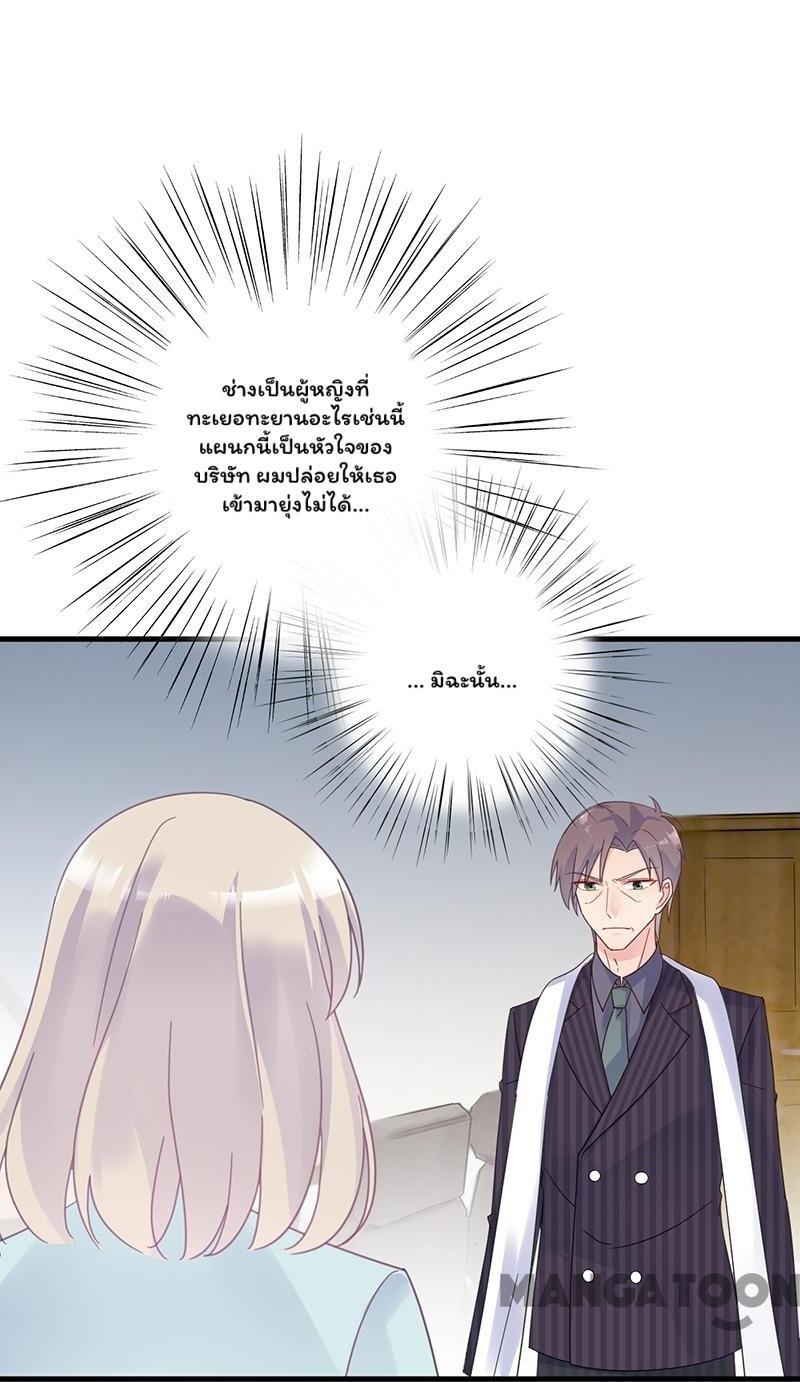 ช่างเป็นผู้หญิงที่
ทะเยอทะยานอะไรเช่นนี้
แผนกนี้เป็นหัวใจของ
บริษัท ผมปล่อยให้เธอ
เข้ามายุ่งไม่ได้...
... มิฉะนั้น...
MANGATOON